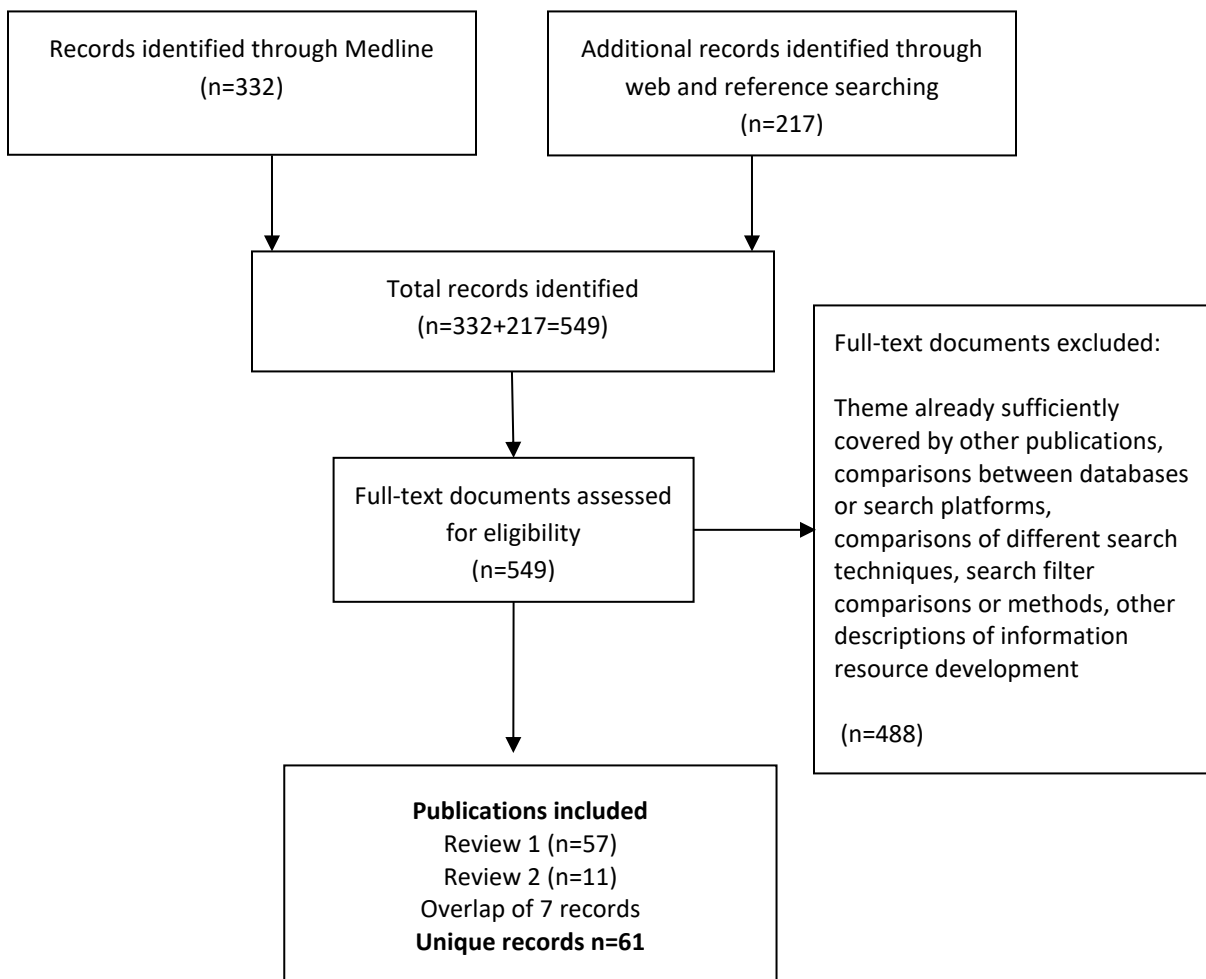 Records identified through Medline
(n=332)
Additional records identified through
web and reference searching
(n=217)
Total records identified
(n=332+217=549)
Full-text documents assessed
for eligibility
(n=549)
Full-text documents excluded:
Theme already sufficiently
covered by other publications,
comparisons between databases
or search platforms,
comparisons of different search
techniques, search filter
comparisons or methods, other
descriptions of information
resource development
(n=488)
Publications included
Review 1 (n=57)
Review 2 (n=11)
Overlap of 7 records
Unique records n=61